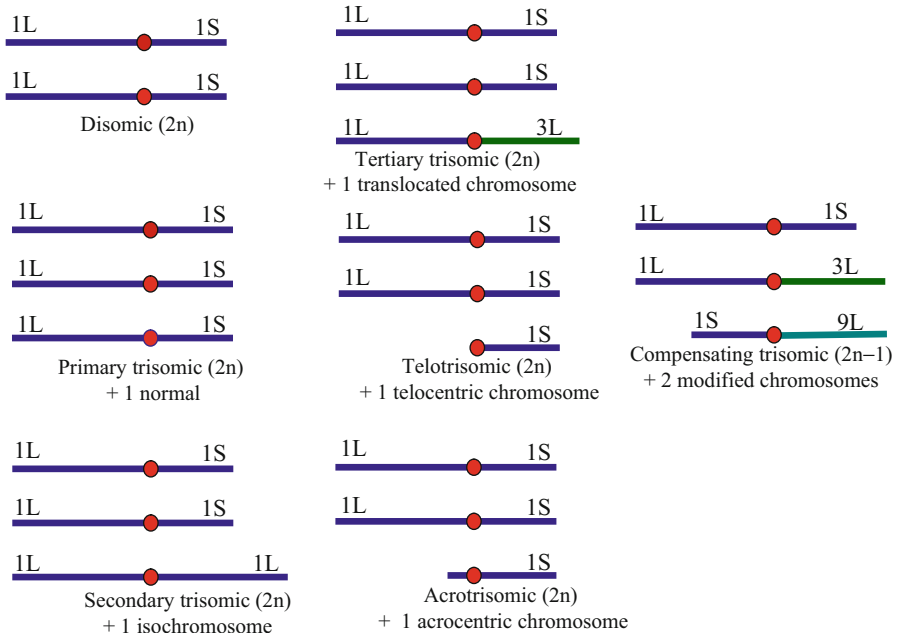 1L 1S
1L 1S
Disomic (2n)
1L 1S
1L 1S
1L 3L
Tertiary trisomic (2n)
+ 1 translocated chromosome
1L 1S
1L 1S
1L 1S
Primary trisomic (2n)
+ 1 normal
1L 1S
1L 1S
1S
Telotrisomic (2n)
+ 1 telocentric chromosome
1L 1S
1L 3L
1S 9L
Compensating trisomic (2n−1)
+ 2 modified chromosomes
1L 1S
1L 1S
1L 1L
Secondary trisomic (2n)
+ 1 isochromosome
1L 1S
1L 1S
1S
Acrotrisomic (2n)
+ 1 acrocentric chromosome